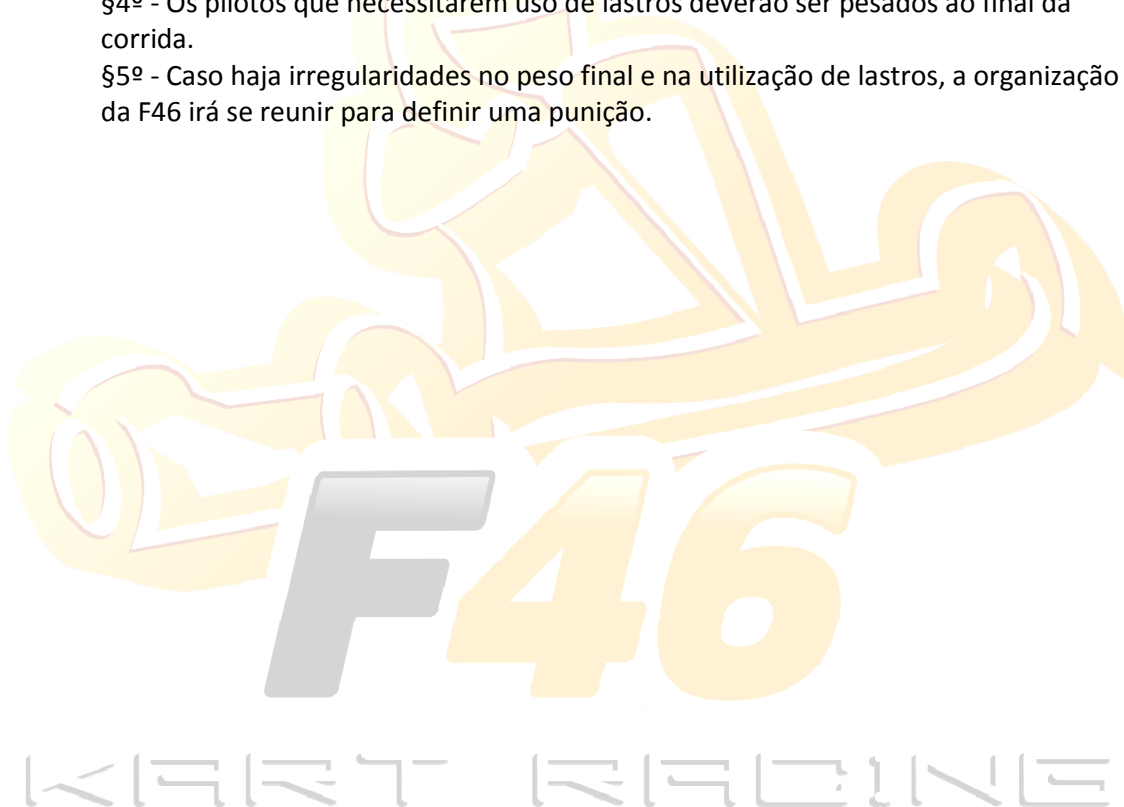 §4º - Os pilotos que necessitarem uso de lastros deverão ser pesados ao final da
corrida.
§5º - Caso haja irregularidades no peso final e na utilização de lastros, a organização
da F46 irá se reunir para definir uma punição.
F46
KART RACING